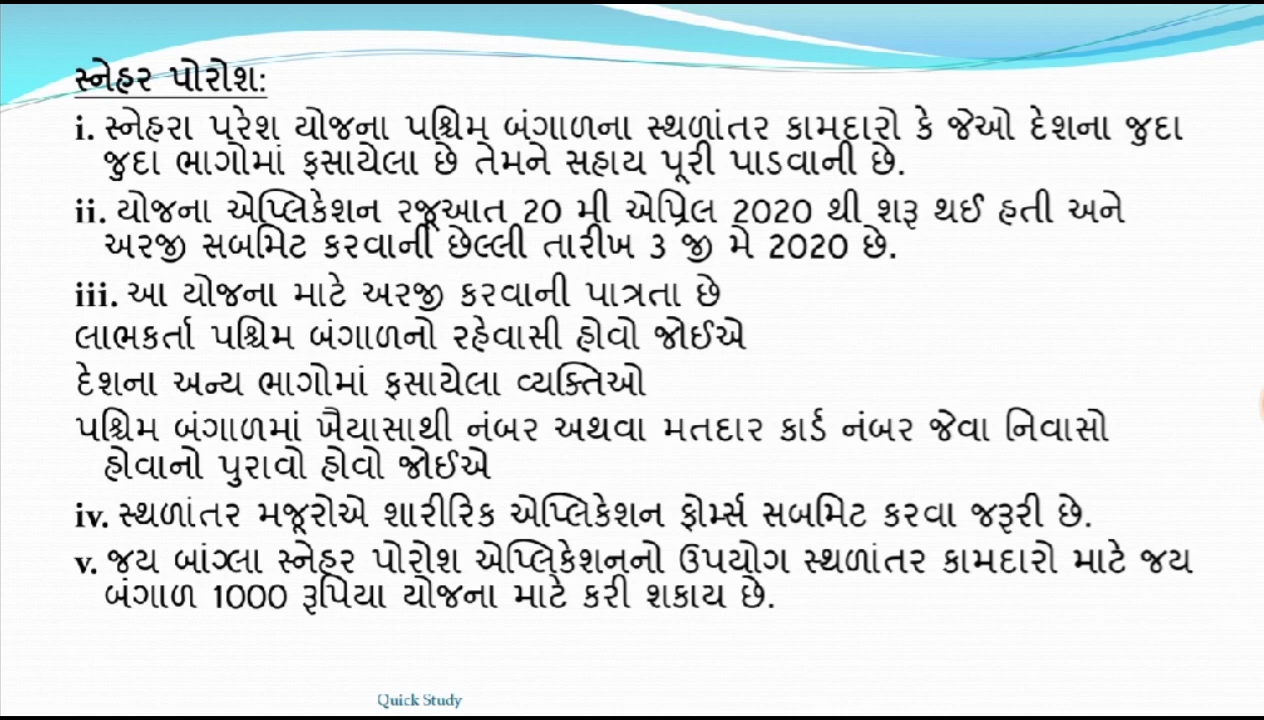 સ્નેહર પોરોશ:
i. સ્નેહરા પરેશ યોજના પશ્ચિમ બંગાળના સ્થળાંતર કામદારો કે જેઓ દેશના જુદા
જુદા ભાગોમાં ફસાયેલા છે તેમને સહાય પૂરી પાડવાની છે.
ii. યોજના એપ્લિકેશન રજૂઆત 20 મી એપ્રિલ 2020 થી શરૂ થઈ હતી અને
અરજી સબમિટ કરવાની છેલ્લી તારીખ 3 જી મે 2020 છે.
iii. આ યોજના માટે અરજી કરવાની પાત્રતા છે
લાભકર્તા પશ્ચિમ બંગાળનો રહેવાસી હોવો જોઈએ
દેશના અન્ય ભાગોમાં ફસાયેલા વ્યક્તિઓ
પશ્ચિમ બંગાળમાં ખૈયાસાથી નંબર અથવા મતદાર કાર્ડ નંબર જેવા નિવાસો
હોવાનો પુરાવો હોવો જોઈએ
iv. સ્થળાંતર મજૂરોએ શારીરિક એપ્લિકેશન ફોર્મ્સ સબમિટ કરવા જરૂરી છે.
v. જય બાંગ્લા સ્નેહર પોરોશ એપ્લિકેશનનો ઉપયોગ સ્થળાંતર કામદારો માટે જય
બંગાળ 1000 રૂપિયા યોજના માટે કરી શકાય છે.
Quick Study